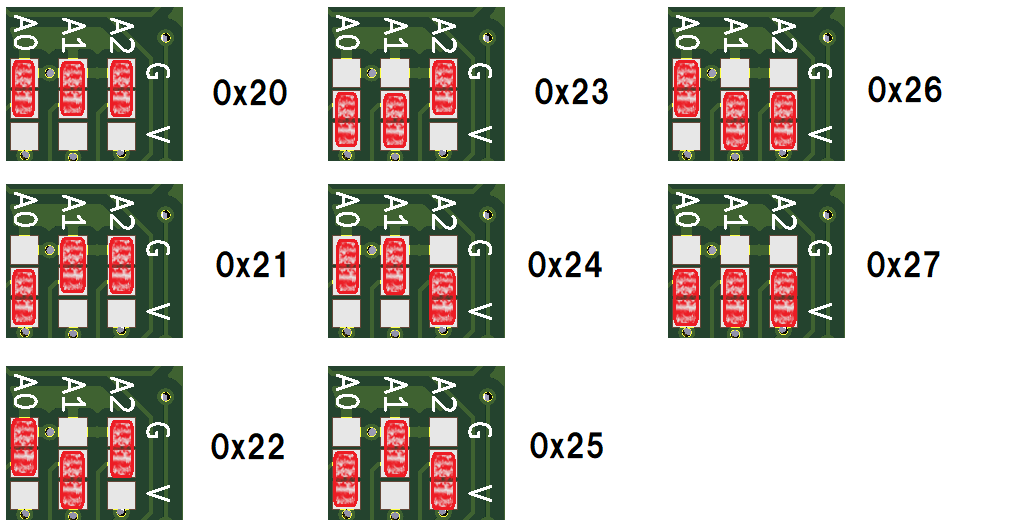 A0 A1 A2 G V 0x20
A0 A1 A2 G V 0x23
A0 A1 A2 G V 0x26
A0 A1 A2 G V 0x21
A0 A1 A2 G V 0x24
A0 A1 A2 G V 0x27
A0 A1 A2 G V 0x22
A0 A1 A2 G V 0x25